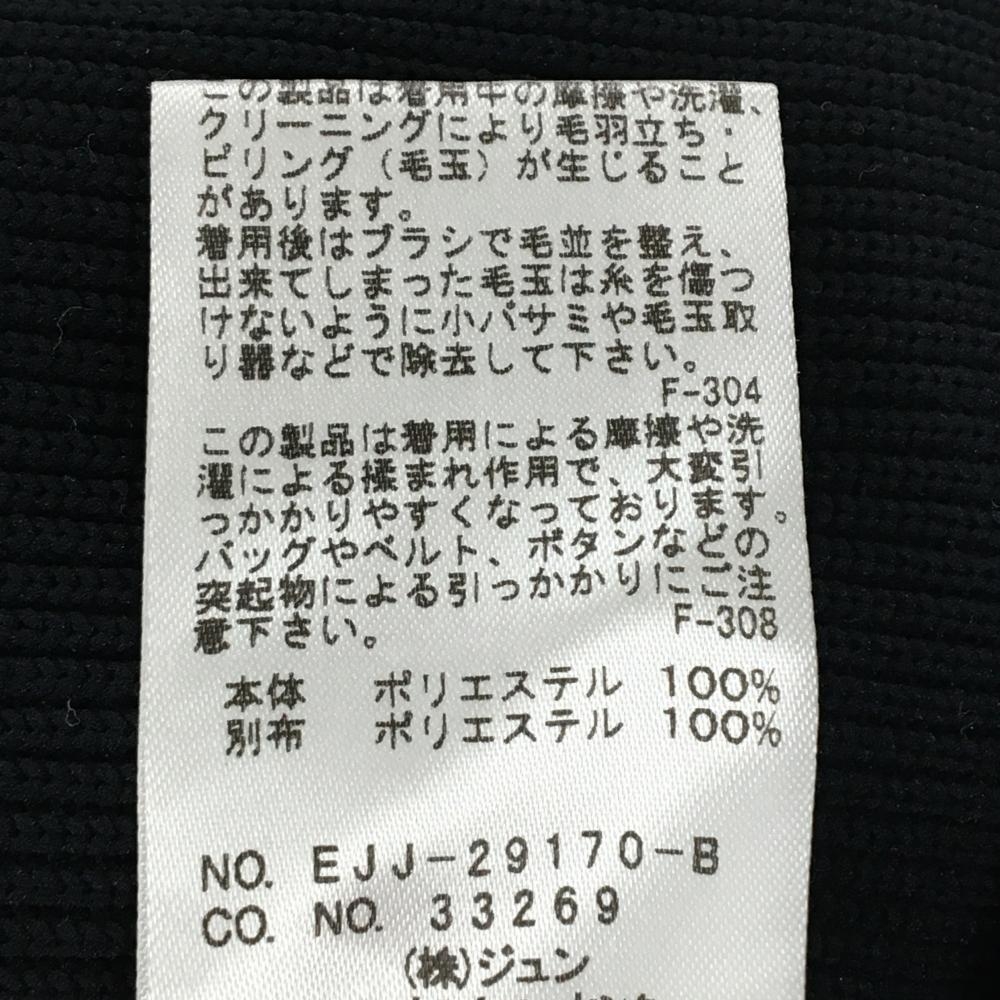 この製品は着用中の摩擦や洗濯、
クリーニングにより毛羽立ち・
ピリング(毛玉)が生じること
があります。
着用後はブラシで毛並を整え、
出来てしまった毛玉は糸を傷つ
けないように小バサミや毛玉取
り器などで除去して下さい。
F-304
この製品は着用による摩擦や洗
濯による揉まれ作用で、大変引
っかかりやすくなっております。
バッグやベルト、ボタンなどの
突起物による引っかかりにご注
意下さい。
F-308
本体 ポリエステル 100%
別布 ポリエステル 100%
NO. EJJ-29170-B
CO. NO. 33269
(株)ジュン